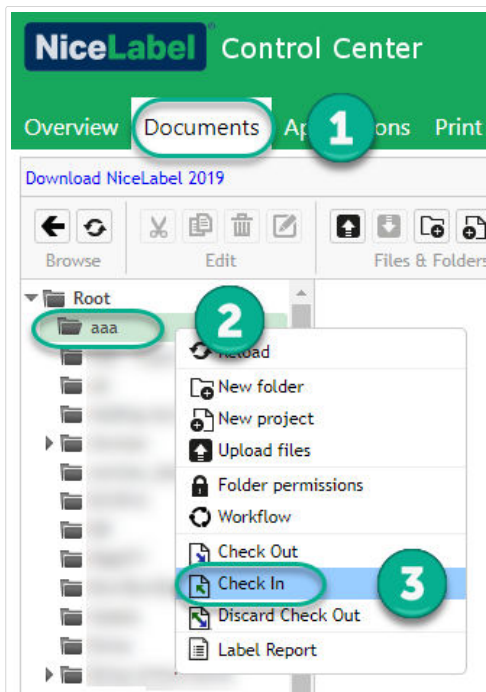 NiceLabel Control Center
Overview Documents Ap ons Print
1
Download NiceLabel 2019
Browse Edit Files & Folders
Root
aaa
2
Reload
New folder
New project
Upload files
Folder permissions
Workflow
Check Out
Check In
3
Discard Check Out
Label Report